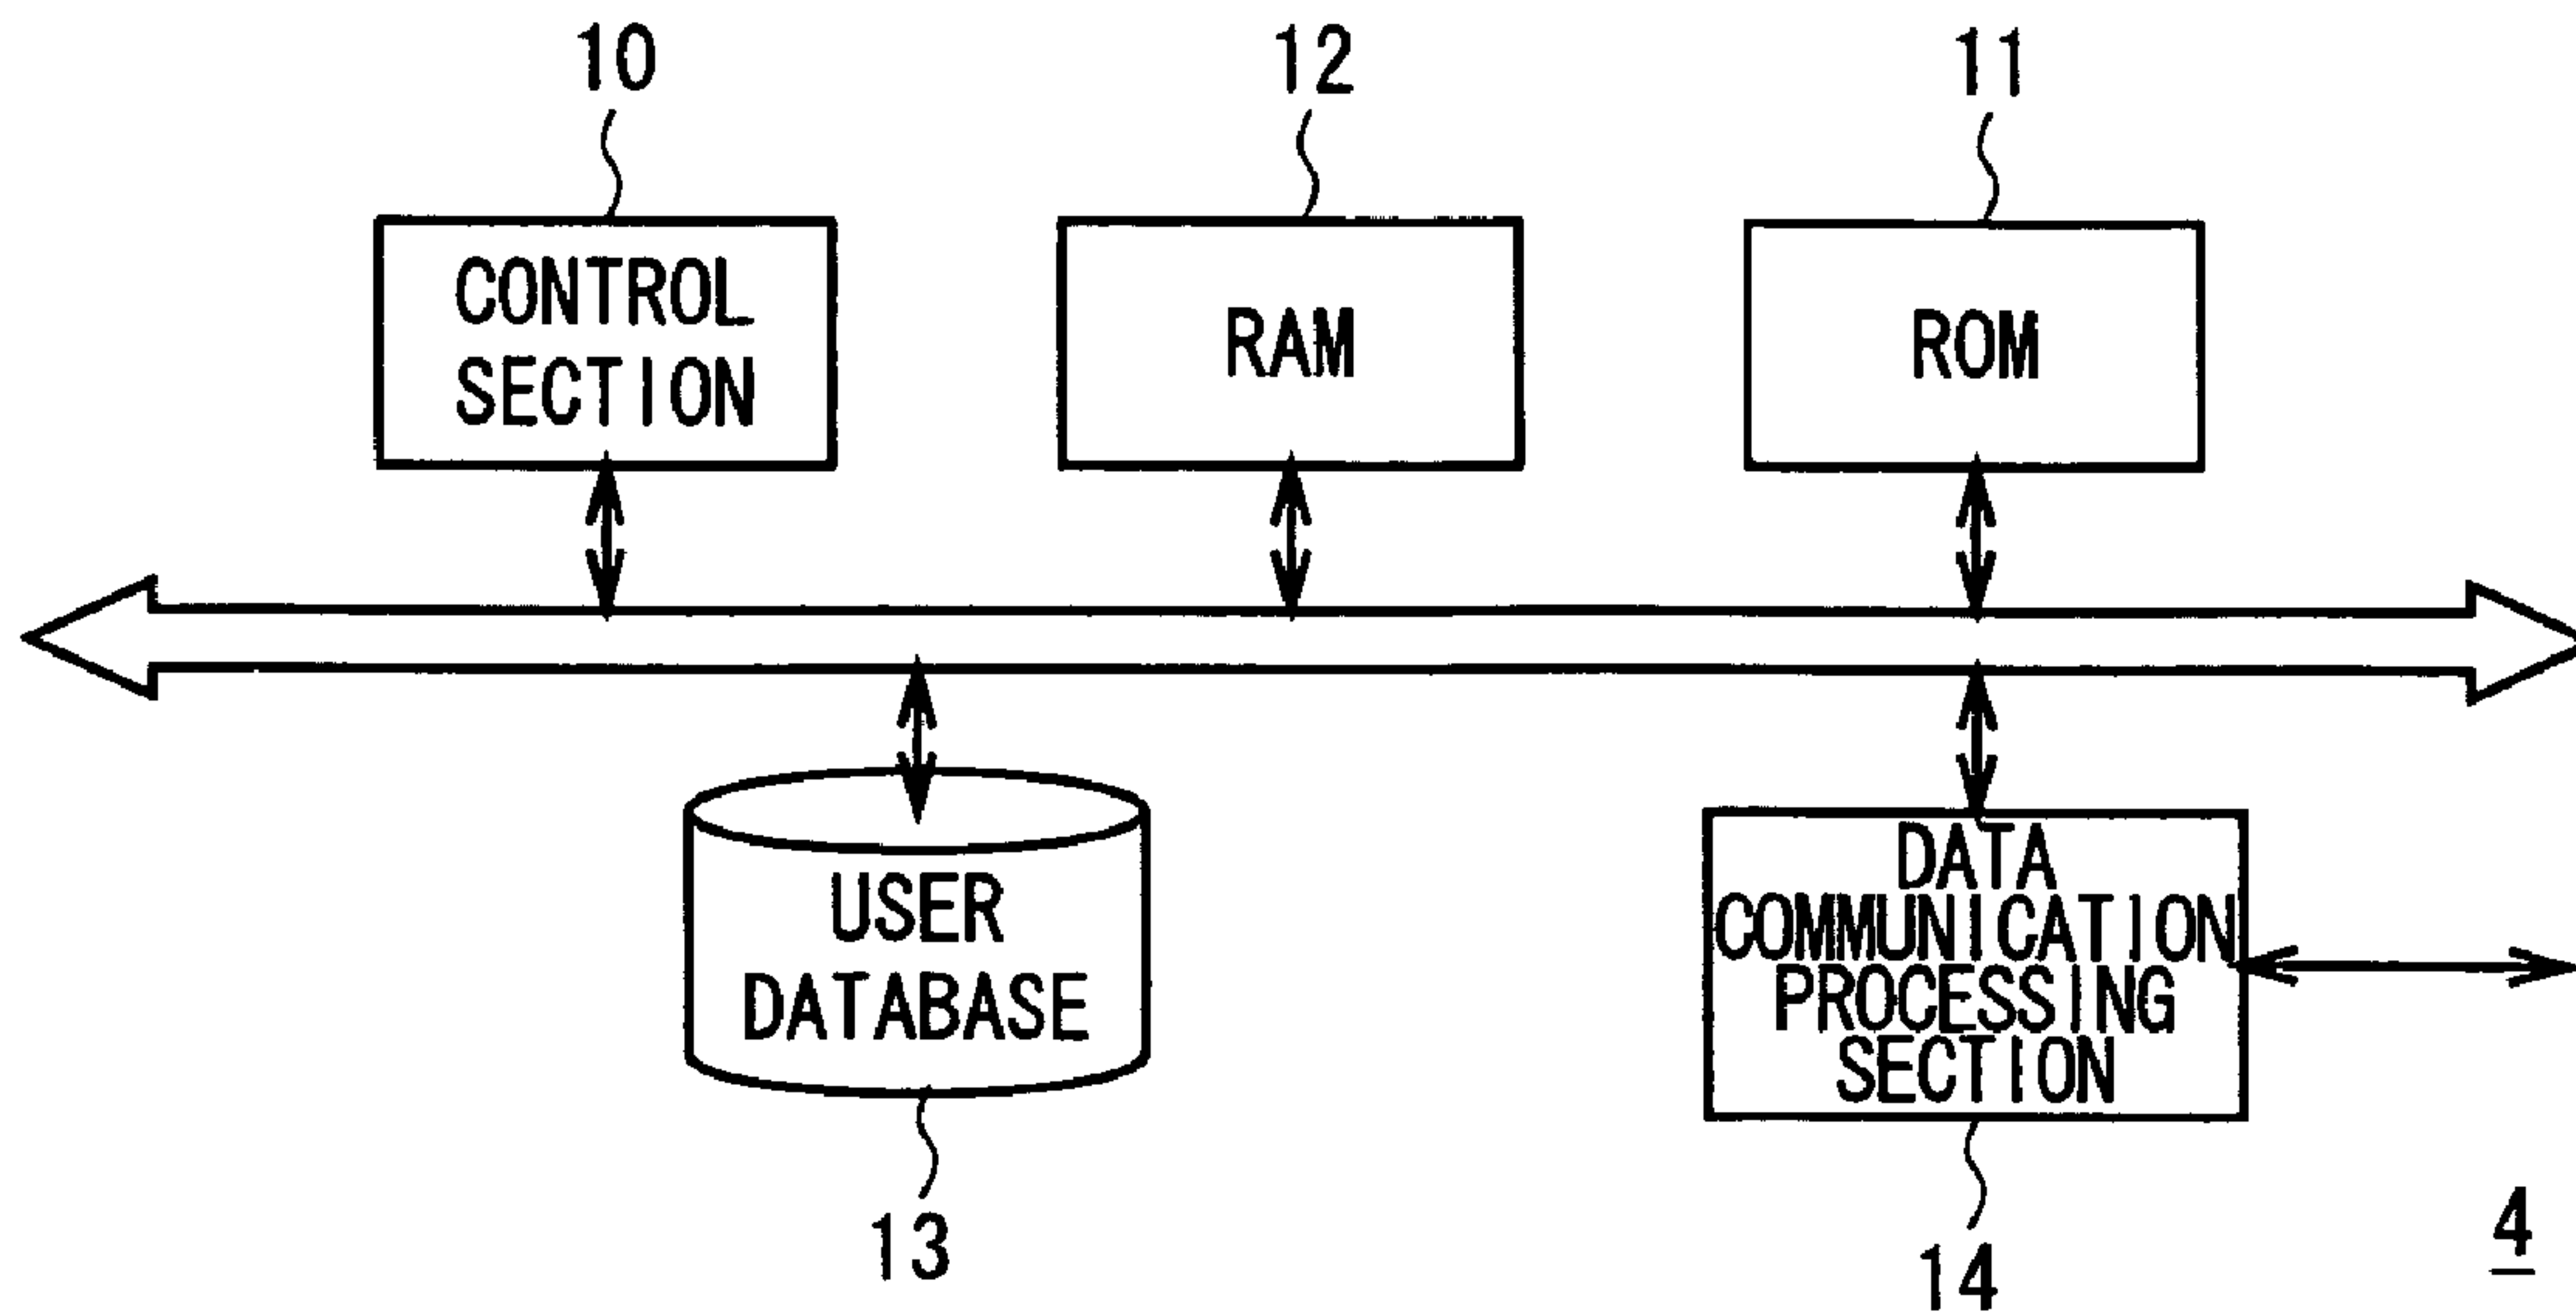 10
12
11
CONTROL
SECTION
RAM
ROM
USER
DATABASE
DATA
COMMUNICATION
PROCESSING
SECTION
13
14
4